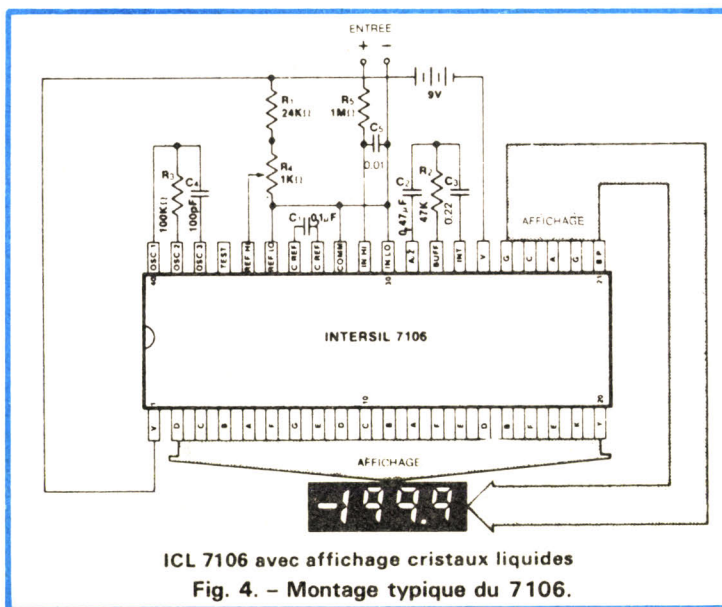 ENTRÉE
+ −
R1
24KΩ
R5
1MΩ
9V
C5
0.01
R3
100KΩ
C4
100pF
R4
1KΩ
C1
0.1μF
C2
0,47μF
R2
47K
C3
0.22
AFFICHAGE
OSC 1
OSC 2
OSC 3
TEST
REF HI
REF LO
C REF
C REF
COMM
IN HI
IN LO
A.Z
BUFF
INT
V
G
C
A
G
B P
40
30
21
INTERSIL 7106
1
10
20
V
D
C
B
A
F
G
E
D
C
B
A
F
E
D
B
F
E
K
AFFICHAGE
-199.9
ICL 7106 avec affichage cristaux liquides
Fig. 4. – Montage typique du 7106.